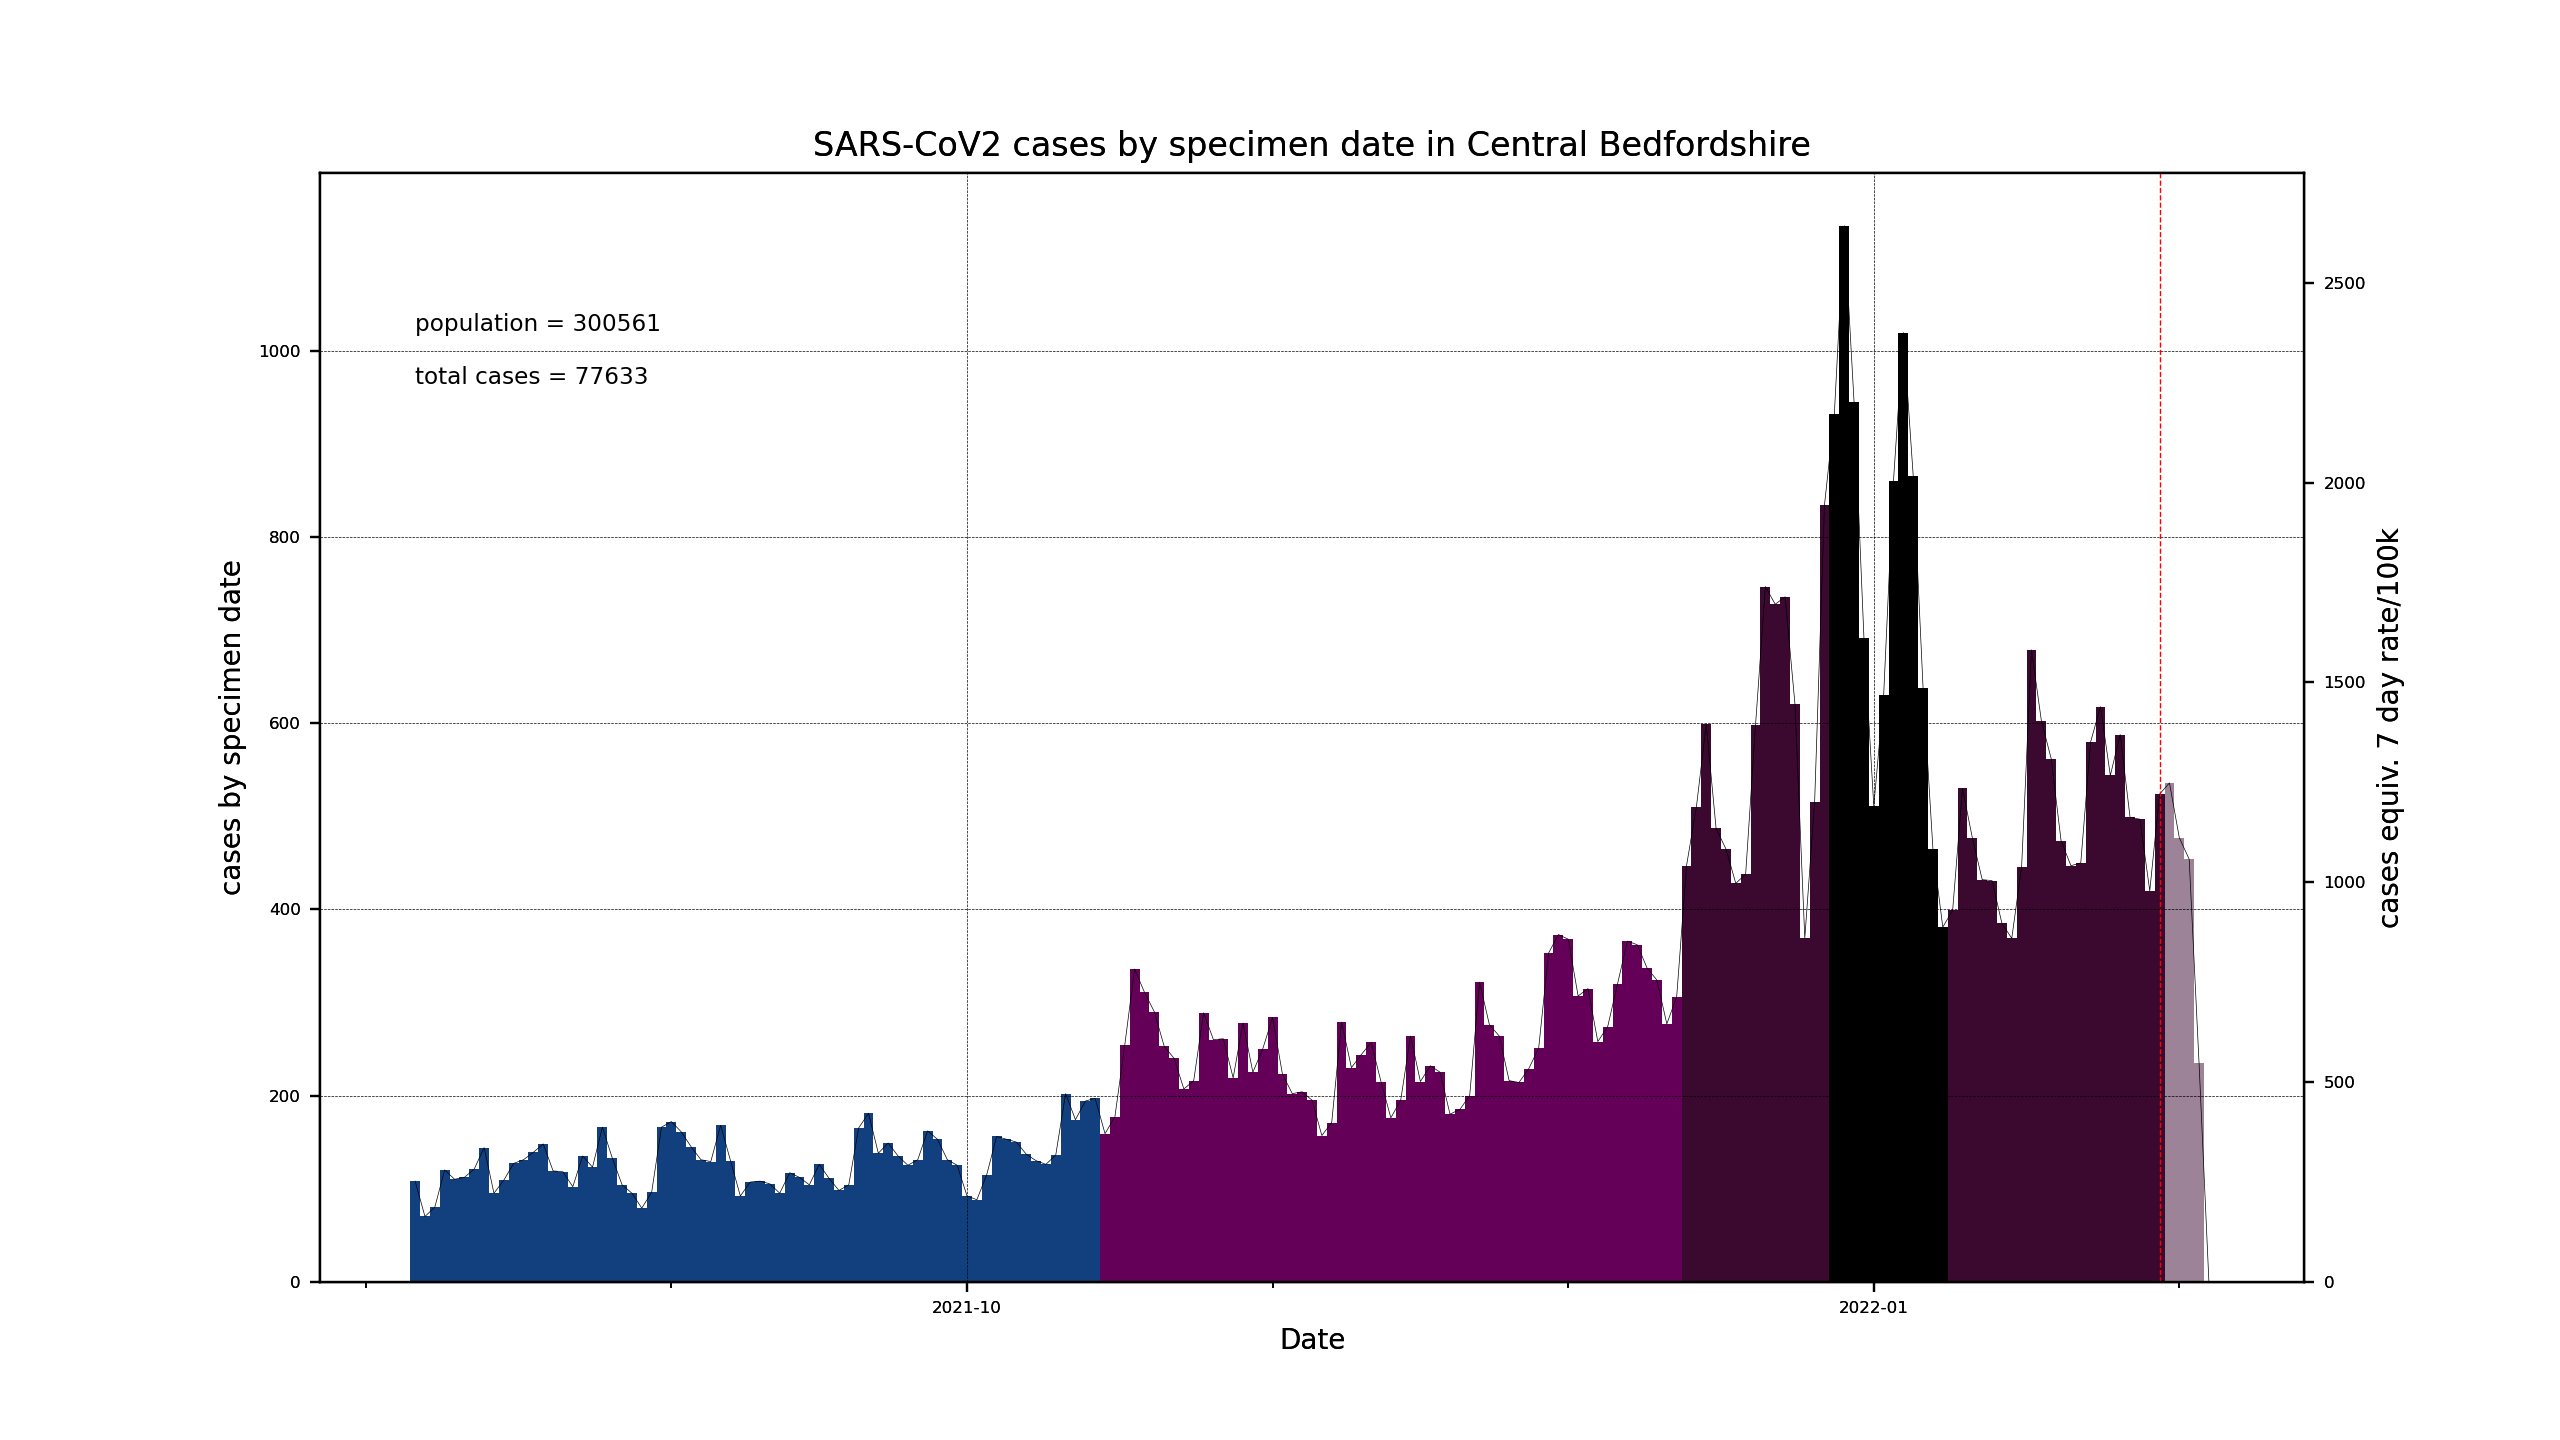 SARS-CoV2 cases by specimen date in Central Bedfordshire
population = 300561
total cases = 77633
cases by specimen date
1000
800
600
400
200
0
2500
2000
1500
1000
500
0
cases equiv. 7 day rate/100k
2021-10
2022-01
Date